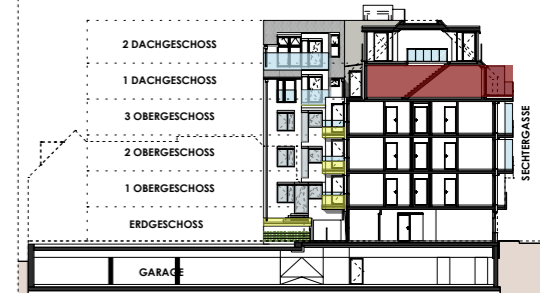 2 DACHGESCHOSS
1 DACHGESCHOSS
3 OBERGESCHOSS
2 OBERGESCHOSS
1 OBERGESCHOSS
ERDGESCHOSS
GARAGE
SECHTERGASSE